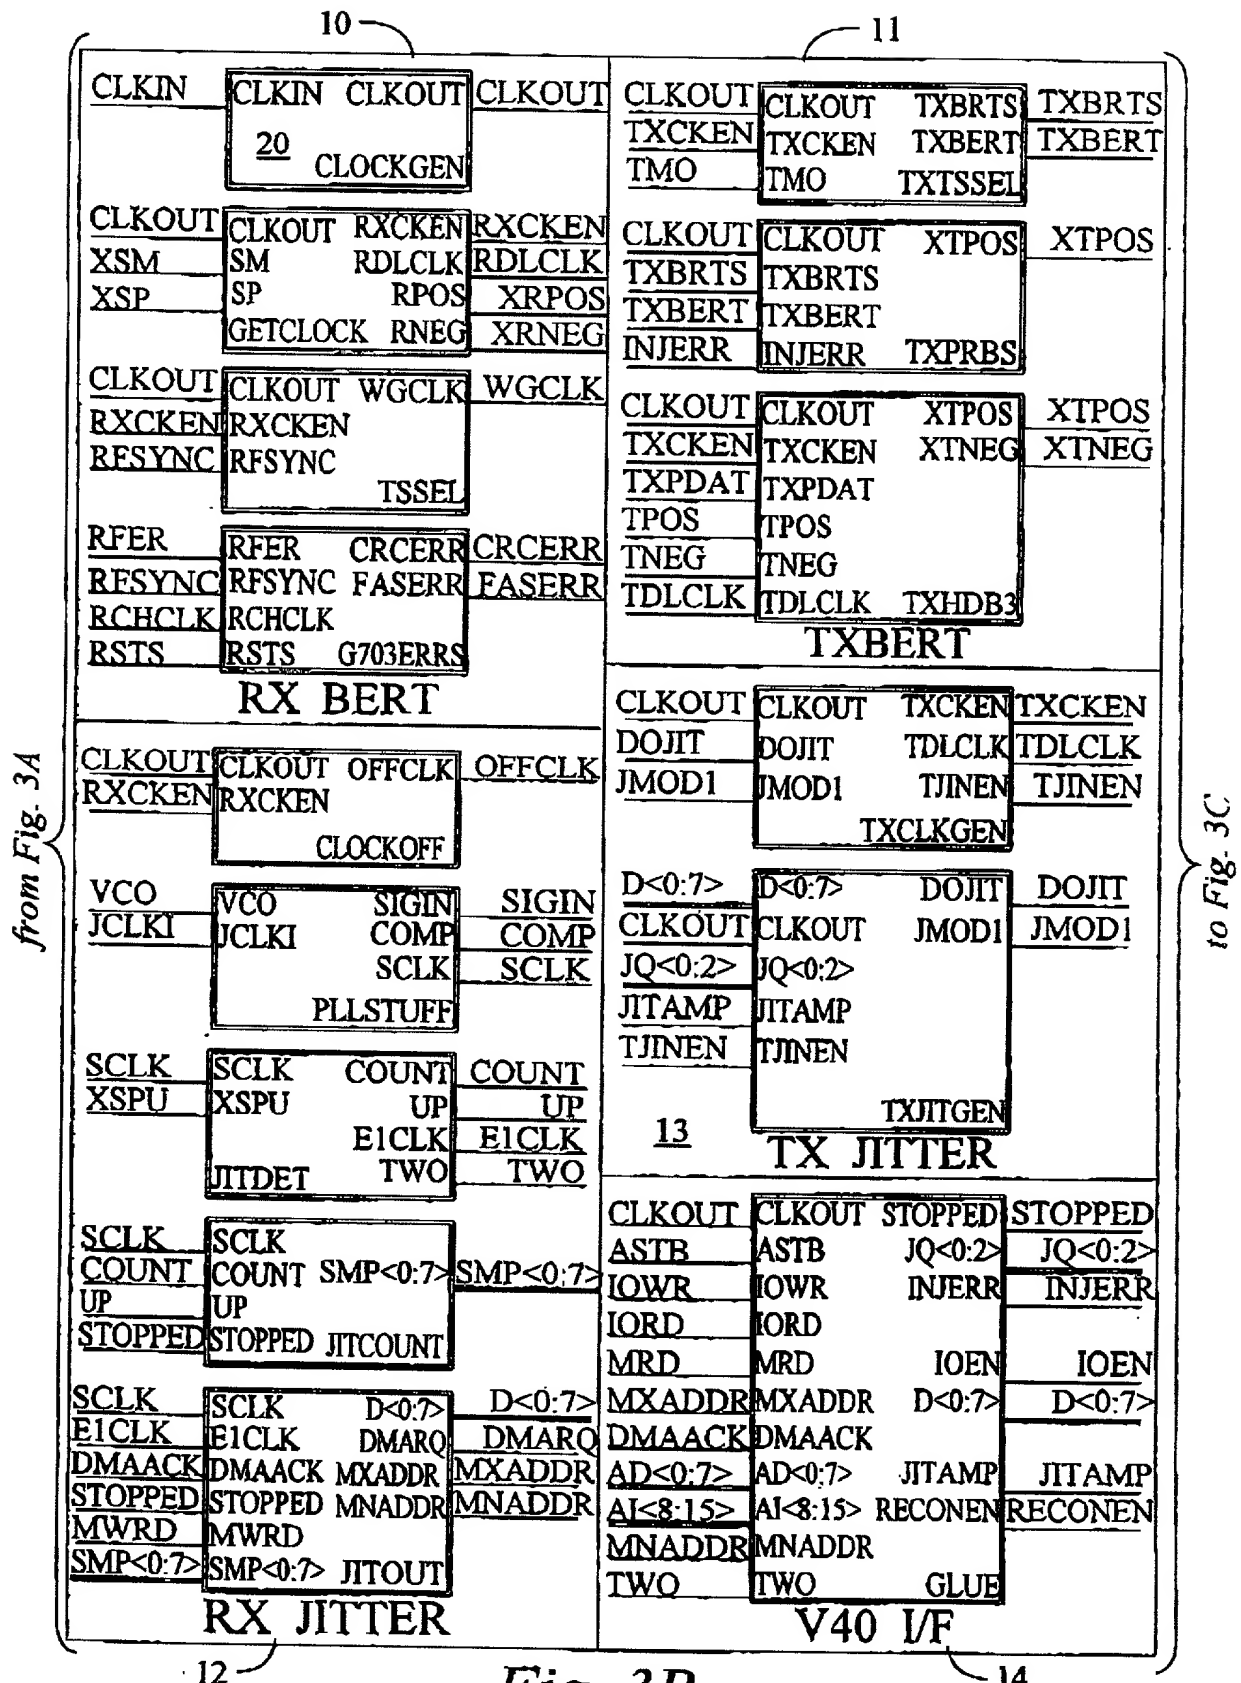 10
11
from Fig. 3A
CLKIN CLKIN CLKOUT CLKOUT
20
CLOCKGEN
CLKOUT CLKOUT RXCKEN RXCKEN
XSM SM RDLCLK RDLCLK
XSP SP RPOS XRPOS
GETCLOCK RNEG XRNEG
CLKOUT CLKOUT WGCLK WGCLK
RXCKEN RXCKEN
RFSYNC RFSYNC
TSSEL
RFER RFER CRCERR CRCERR
RFSYNC RFSYNC FASERR FASERR
RCHCLK RCHCLK
RSTS RSTS G703ERRS
RX BERT
CLKOUT CLKOUT OFFCLK OFFCLK
RXCKEN RXCKEN
CLOCKOFF
VCO VCO SIGIN SIGIN
JCLKI JCLKI COMP COMP
SCLK SCLK
PLLSTUFF
SCLK SCLK COUNT COUNT
XSPU XSPU UP UP
E1CLK E1CLK
JITDET TWO TWO
SCLK SCLK
COUNT COUNT SMP<0:7> SMP<0:7>
UP UP
STOPPED STOPPED JITCOUNT
SCLK SCLK D<0:7> D<0:7>
E1CLK E1CLK DMARQ DMARQ
DMAACK DMAACK MXADDR MXADDR
STOPPED STOPPED MNADDR MNADDR
MWRD MWRD
SMP<0:7> SMP<0:7> JITOUT
RX JITTER
12
CLKOUT CLKOUT TXBRTS TXBRTS
TXCKEN TXCKEN TXBERT TXBERT
TMO TMO TXTSSEL
CLKOUT CLKOUT XTPOS XTPOS
TXBRTS TXBRTS
TXBERT TXBERT
INJERR INJERR TXPRBS
CLKOUT CLKOUT XTPOS XTPOS
TXCKEN TXCKEN XTNEG XTNEG
TXPDAT TXPDAT
TPOS TPOS
TNEG TNEG
TDLCLK TDLCLK TXHDB3
TXBERT
CLKOUT CLKOUT TXCKEN TXCKEN
DOJIT DOJIT TDLCLK TDLCLK
JMOD1 JMOD1 TJINEN TJINEN
TXCLKGEN
D<0:7> D<0:7> DOJIT DOJIT
CLKOUT CLKOUT JMOD1 JMOD1
JQ<0:2> JQ<0:2>
JITAMP JITAMP
TJINEN TJINEN
TXJITGEN
13
TX JITTER
CLKOUT CLKOUT STOPPED STOPPED
ASTB ASTB JQ<0:2> JQ<0:2>
IOWR IOWR INJERR INJERR
IORD IORD
MRD MRD IOEN IOEN
MXADDR MXADDR D<0:7> D<0:7>
DMAACK DMAACK
AD<0:7> AD<0:7> JITAMP JITAMP
AI<8:15> AI<8:15> RECONEN RECONEN
MNADDR MNADDR
TWO TWO GLUE
V40 I/F
14
to Fig. 3C
Fig. 3B